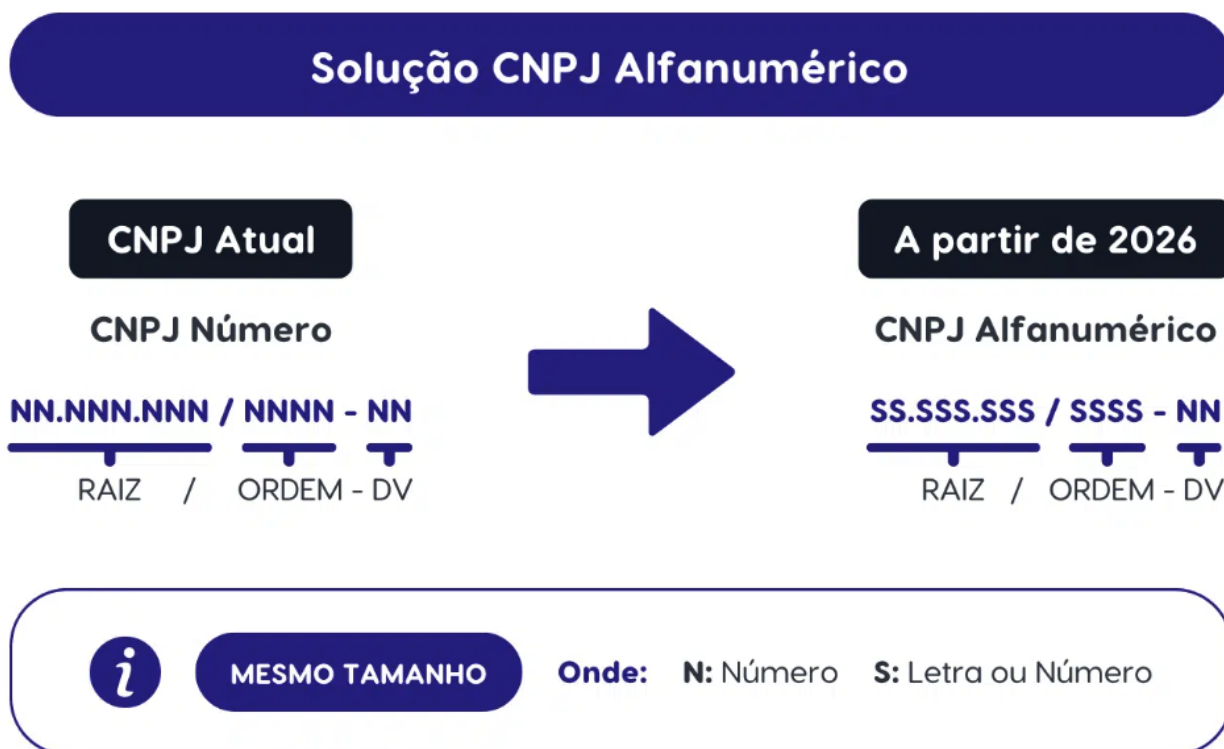 Solução CNPJ Alfanumérico
CNPJ Atual
CNPJ Número
NN.NNN.NNN / NNNN - NN
RAIZ / ORDEM - DV
A partir de 2026
CNPJ Alfanumérico
SS.SSS.SSS / SSSS - NN
RAIZ / ORDEM - DV
i MESMO TAMANHO Onde: N: Número S: Letra ou Número